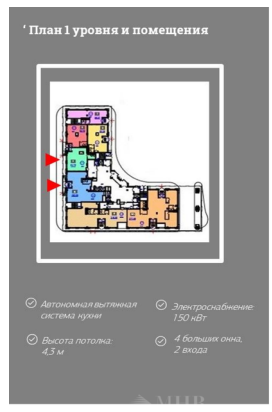 ‘ План 1 уровня и помещения
Автономная вытяжная
система кухни
Электроснабжение:
150 кВт
Высота потолка:
4,3 м
4 больших окна,
2 входа